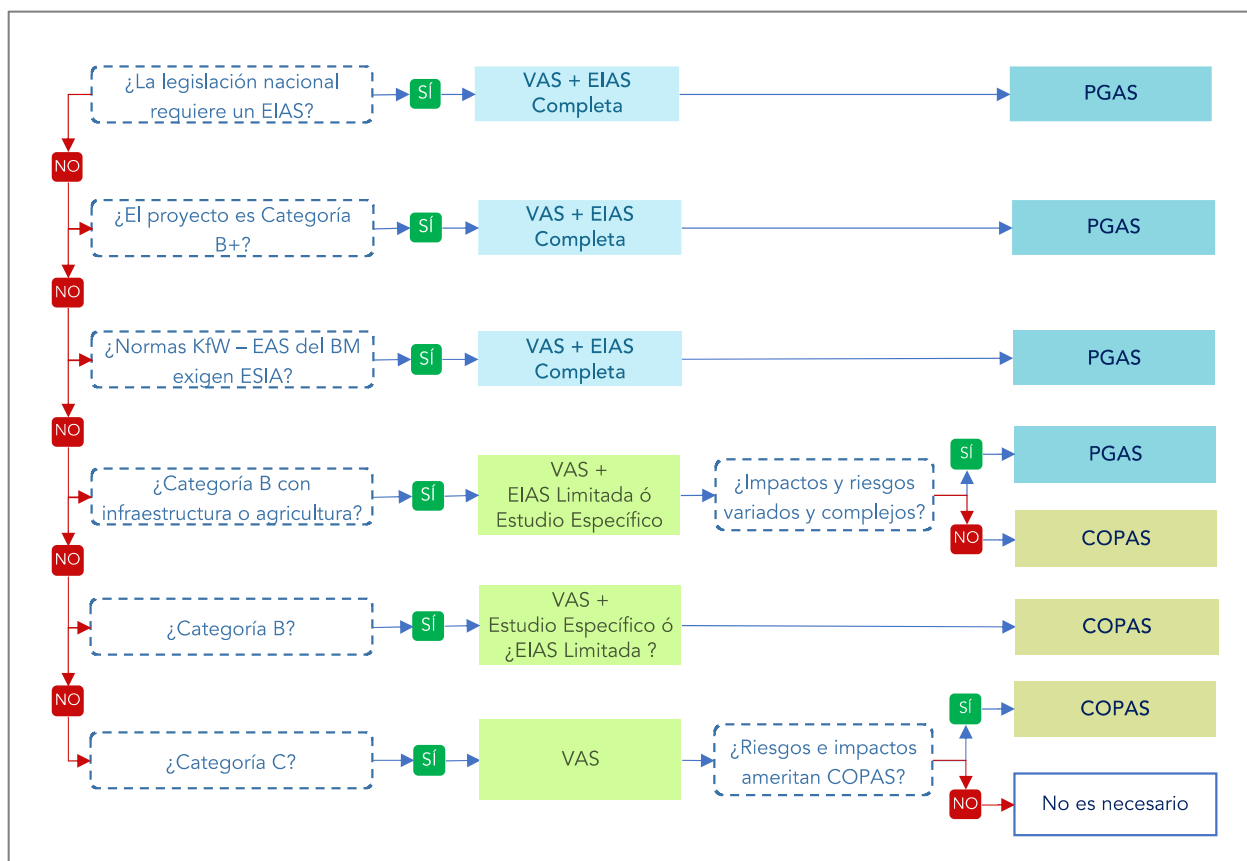 ¿La legislación nacional
requiere un EIAS?
SÍ
VAS + EIAS
Completa
PGAS
NO
¿El proyecto es Categoría
B+?
SÍ
VAS + EIAS
Completa
PGAS
NO
¿Normas KfW – EAS del BM
exigen ESIA?
SÍ
VAS + EIAS
Completa
PGAS
NO
¿Categoría B con
infraestructura o agricultura?
SÍ
VAS +
EIAS Limitada ó
Estudio Específico
¿Impactos y riesgos
variados y complejos?
SÍ
PGAS
NO
COPAS
NO
¿Categoría B?
SÍ
VAS +
Estudio Específico ó
¿EIAS Limitada ?
COPAS
NO
¿Categoría C?
SÍ
VAS
¿Riesgos e impactos
ameritan COPAS?
SÍ
COPAS
NO
No es necesario